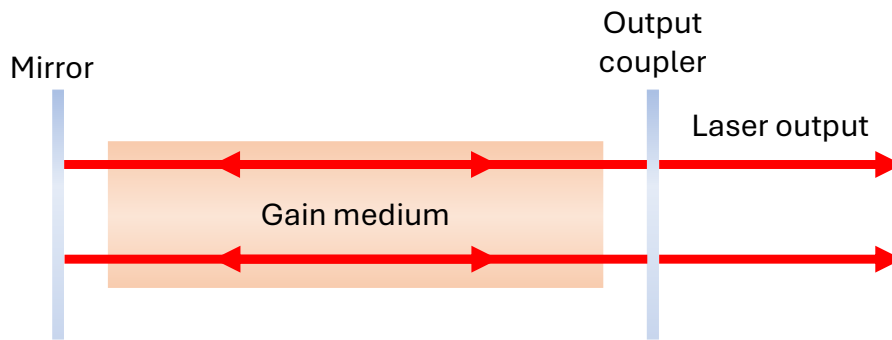 Mirror
Output
coupler
Laser output
Gain medium